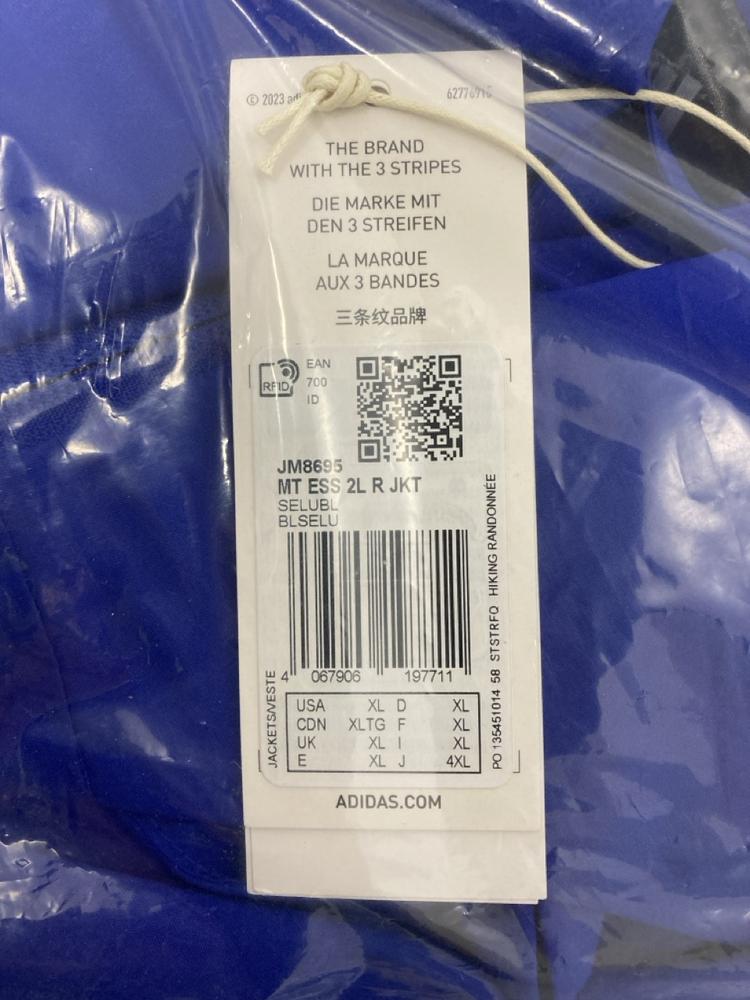 © 2023 adi
THE BRAND
WITH THE 3 STRIPES
DIE MARKE MIT
DEN 3 STREIFEN
LA MARQUE
AUX 3 BANDES
三条纹品牌
RFID
EAN
700
ID
JM8695
MT ESS 2L R JKT
SELUBL
BLSELU
4 067906 197711
JACKETS/VESTE
PO 135451014 58 STSTRFO HIKING RANDONNÉE
USA XL D XL
CDN XLTG F XL
UK XL I XL
E XL J 4XL
ADIDAS.COM